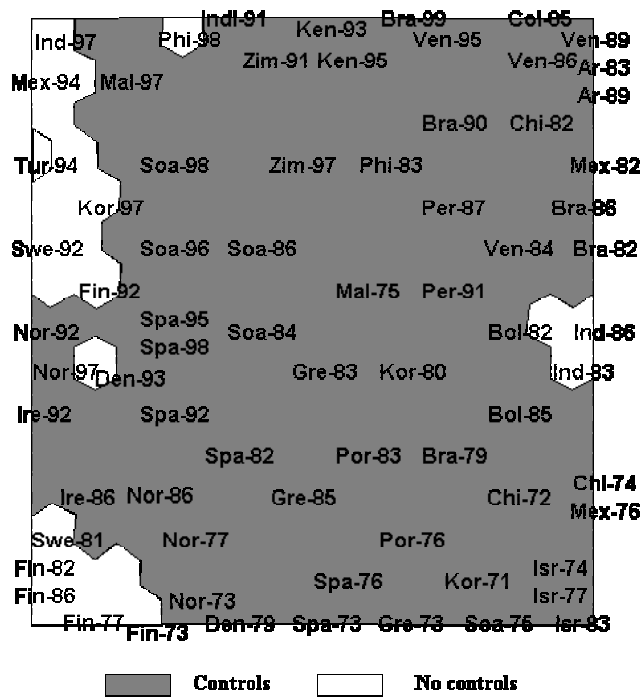 Indi-91 Bra-99 Col-85
Ind-97 Phi-98 Ken-93 Ven-95 Ven-89
Zim-91 Ken-95 Ven-86 Ar-83
Mex-94 Mal-97 Ar-89
Bra-90 Chi-82
Tur-94 Soa-98 Zim-97 Phi-83 Mex-82
Kor-97 Per-87 Bra-86
Swe-92 Soa-96 Soa-86 Ven-84 Bra-82
Fin-92 Mal-75 Per-91
Spa-95
Nor-92 Soa-84 Bol-82 Ind-86
Spa-98
Nor-97 Den-93 Gre-83 Kor-80 Ind-83
Ire-92 Spa-92 Bol-85
Spa-82 Por-83 Bra-79
Chi-74
Ire-86 Nor-86 Gre-85 Chi-72
Mex-76
Swe-81 Nor-77 Por-76
Fin-82 Isr-74
Spa-76 Kor-71
Fin-86 Nor-73 Isr-77
Fin-77 Fin-73 Den-79 Spa-73 Gre-73 Isr-83
Controls No controls